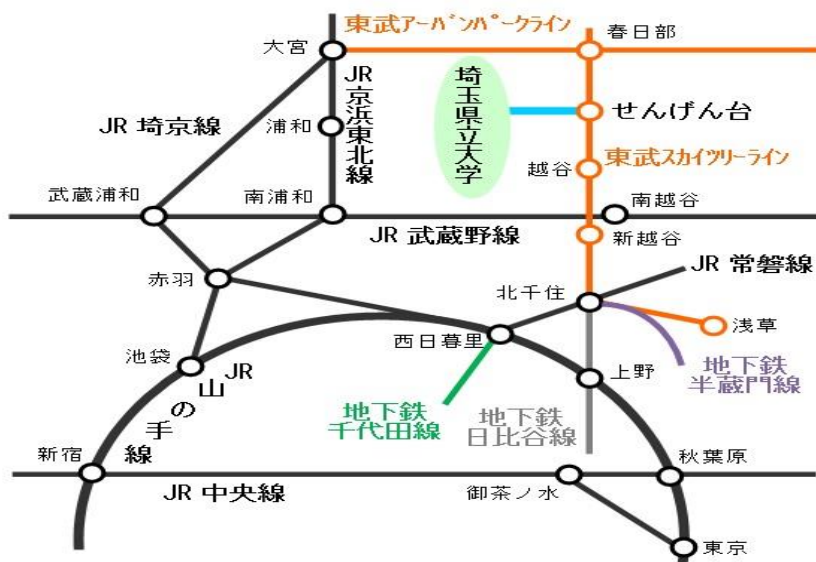 東武アーバンパークライン
大宮
春日部
JR 京浜東北線
埼玉県立大学
せんげん台
JR 埼京線
浦和
東武スカイツリーライン
越谷
武蔵浦和
南浦和
南越谷
JR 武蔵野線
新越谷
JR 常磐線
赤羽
北千住
浅草
西日暮里
池袋
JR
山の手線
地下鉄
半蔵門線
上野
地下鉄
千代田線
地下鉄
日比谷線
新宿
秋葉原
JR 中央線
御茶ノ水
東京